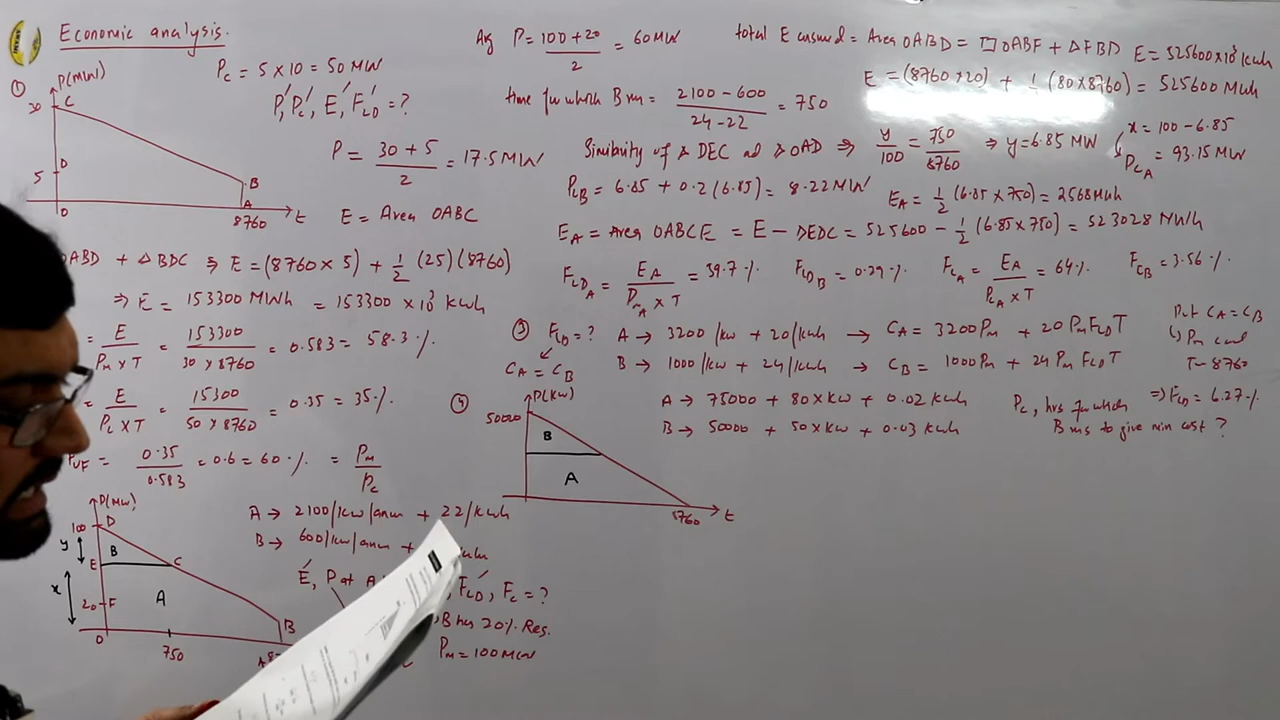 Economic analysis.
①
P(MW)
30
C
D
5
B
A
O
8760
t
Pc = 5 x 10 = 50 MW
P', Pc', E', FLD' = ?
P = 30 + 5 / 2 = 17.5 MW
E = Area OABC
OABD + △ BDC ⇒ E = (8760 x 5) + 1/2 (25) (8760)
⇒ E = 153300 MWh = 153300 x 10³ kWh
= E / Pm x T = 153300 / 30 x 8760 = 0.583 = 58.3 %.
= E / Pc x T = 15300 / 50 x 8760 = 0.35 = 35 %.
FUF = 0.35 / 0.583 = 0.6 = 60 %. = Pm / Pc
P(MW)
100
D
y
B
E
C
x
A
20
F
B
O
750
A → 2100/kw/annum + 22/kwh
B → 600/kw/annum +
E', P at A
FLD', Fc = ?
B has 20% Res.
Pm = 100 MW
Avg P = 100 + 20 / 2 = 60 MW
time for which B runs = 2100 - 600 / 24 - 22 = 750
total E consumed = Area OABD = □ OABF + △ FBD E = 525600 x 10³ kwh
E = (8760 x 20) + 1/2 (80 x 8760) = 525600 MWh
Similarity of △ DEC and △ OAD ⇒ y/100 = 750/8760 ⇒ y = 6.85 MW
x = 100 - 6.85
PcA = 93.15 MW
PcB = 6.85 + 0.2 (6.85) = 8.22 MW
EA = 1/2 (6.85 x 750) = 2568 MWh
EA = Area OABCE = E - DEDC = 525600 - 1/2 (6.85 x 750) = 523028 MWh
FLDA = EA / PmA x T = 39.7 %. FLDB = 0.29 %. FCA = EA / PcA x T = 64 %. FCB = 3.56 %.
③ FLD = ? A → 3200/kw + 20/kwh → CA = 3200 Pm + 20 Pm FLD T
CA = CB B → 1000/kw + 24/kwh → CB = 1000 Pm + 24 Pm FLD T
Put CA = CB
T = 8760
⇒ FLD = 6.27 %.
④
P(KW)
50000
B
A
8760
t
A → 75000 + 80 x KW + 0.02 kwh
B → 50000 + 50 x KW + 0.03 kwh
Pc, hrs for which
B runs to give min cost ?